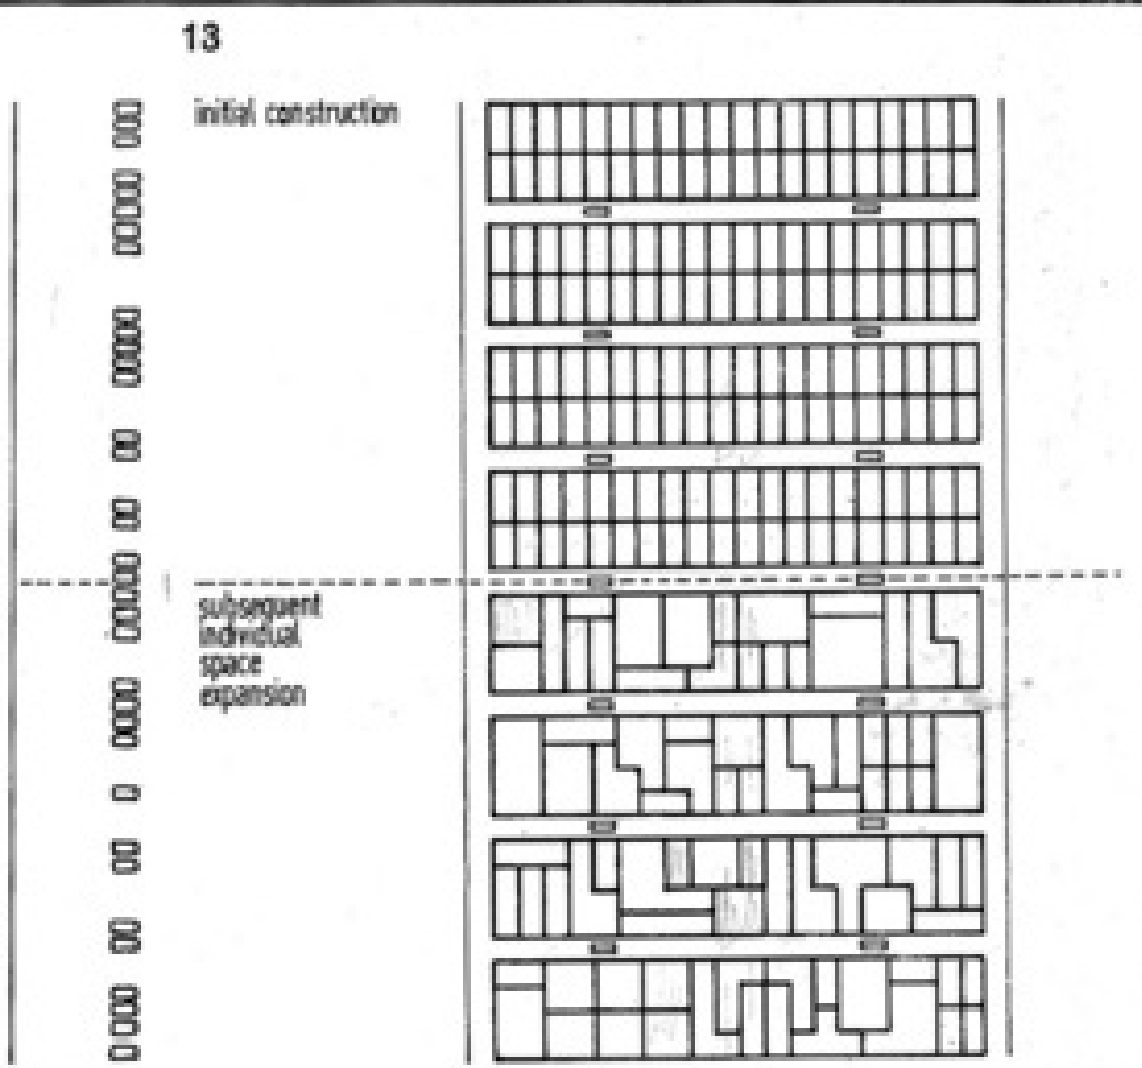 13
initial construction
subsequent
individual
space
expansion